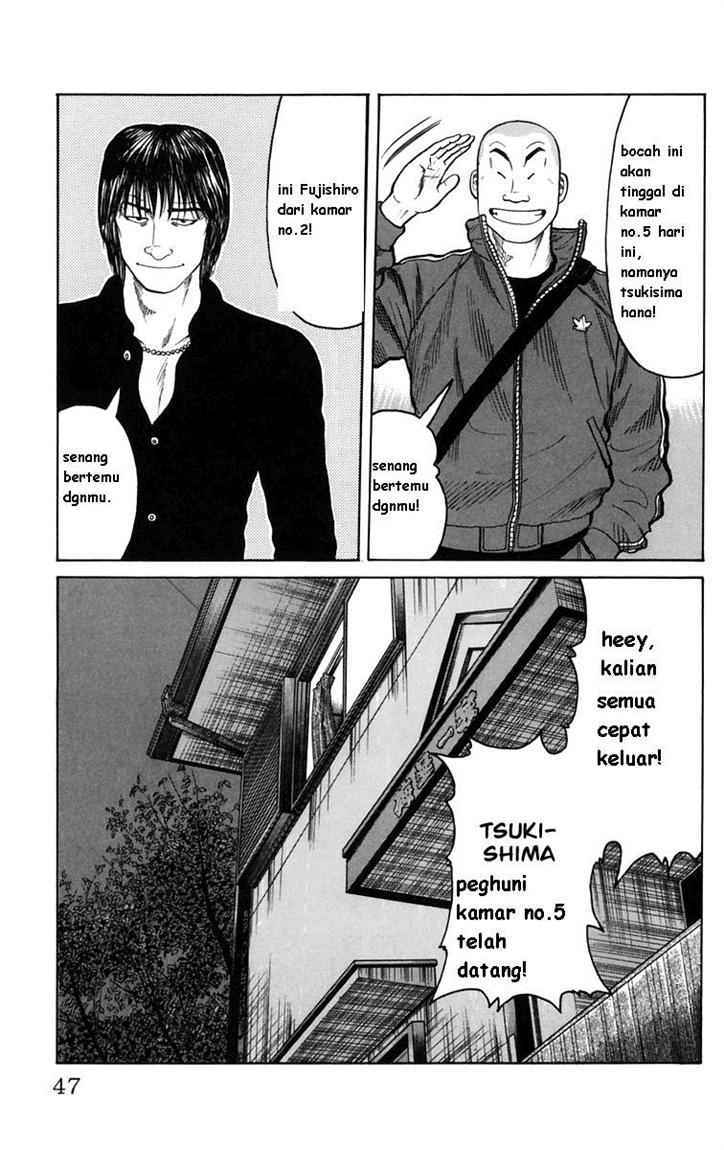 bocah ini
akan
tinggal di
kamar
no.5 hari
ini,
namanya
tsukisima
hana!
senang
bertemu
dgnmu!
ini Fujishiro
dari kamar
no.2!
senang
bertemu
dgnmu.
heey,
kalian
semua
cepat
keluar!
TSUKI-
SHIMA
peghuni
kamar no.5
telah
datang!
47